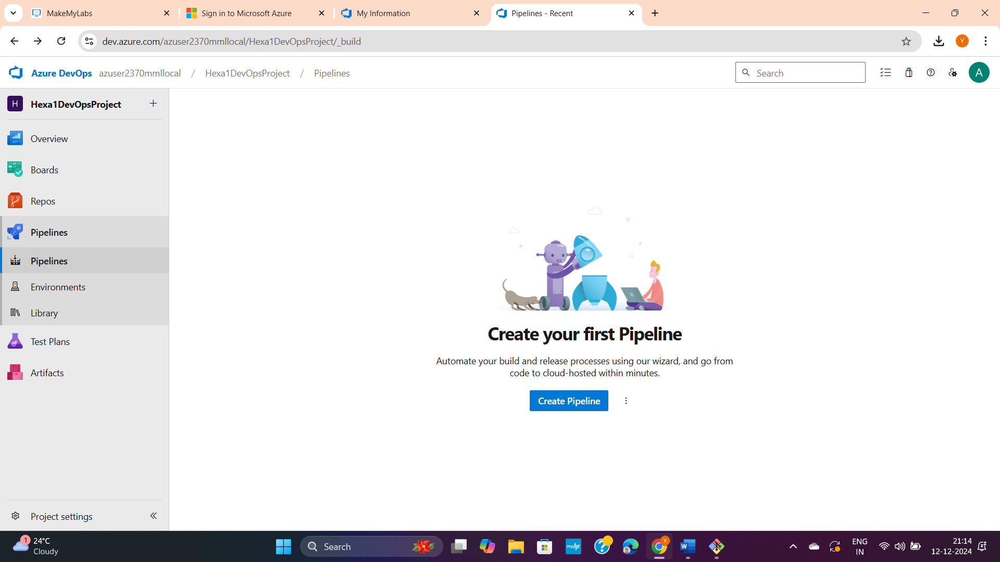 MakeMyLabs
Sign in to Microsoft Azure
My Information
Pipelines - Recent
dev.azure.com/azuser2370mmllocal/Hexa1DevOpsProject/_build
Y
Azure DevOps azuser2370mmllocal / Hexa1DevOpsProject / Pipelines
Search
A
H Hexa1DevOpsProject
Overview
Boards
Repos
Pipelines
Pipelines
Environments
Library
Test Plans
Artifacts
Create your first Pipeline
Automate your build and release processes using our wizard, and go from
code to cloud-hosted within minutes.
Create Pipeline
Project settings
1
24°C
Cloudy
Search
myhp
Y
W
ENG
IN
21:14
12-12-2024